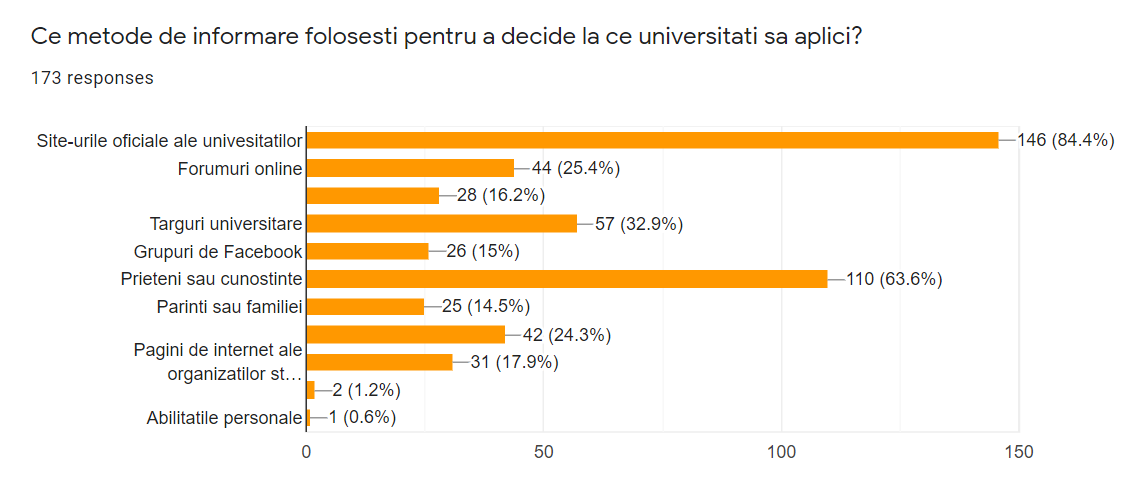 Ce metode de informare folosesti pentru a decide la ce universitati sa aplici?
173 responses
Site-urile oficiale ale univesitatilor
146 (84.4%)
Forumuri online
44 (25.4%)
28 (16.2%)
Targuri universitare
57 (32.9%)
Grupuri de Facebook
26 (15%)
Prieteni sau cunostinte
110 (63.6%)
Parinti sau familiei
25 (14.5%)
42 (24.3%)
Pagini de internet ale
organizatilor st…
31 (17.9%)
2 (1.2%)
Abilitatile personale
1 (0.6%)
0
50
100
150